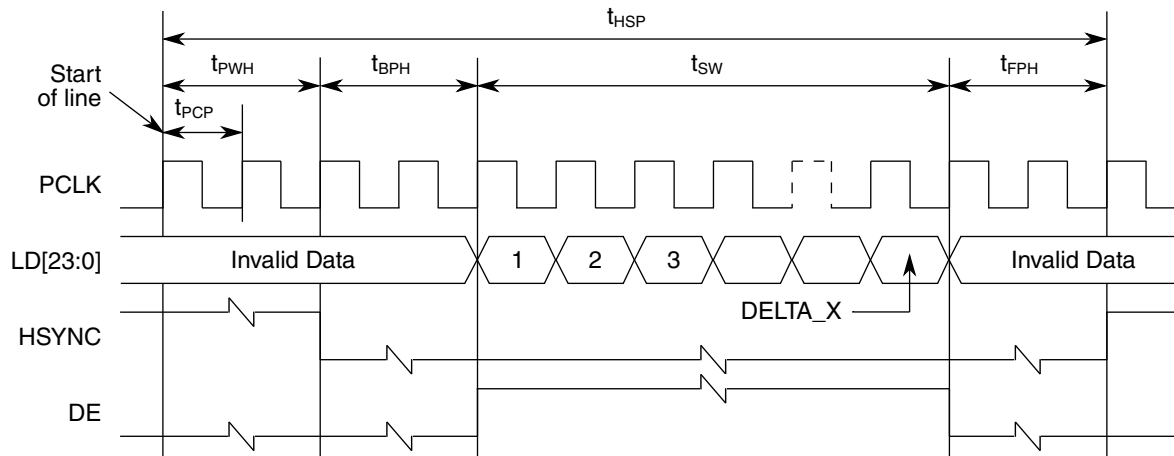 tHSP
tPWH
tBPH
tSW
tFPH
Start
of line
tPCP
PCLK
LD[23:0]
Invalid Data
1
2
3
Invalid Data
DELTA_X
HSYNC
DE